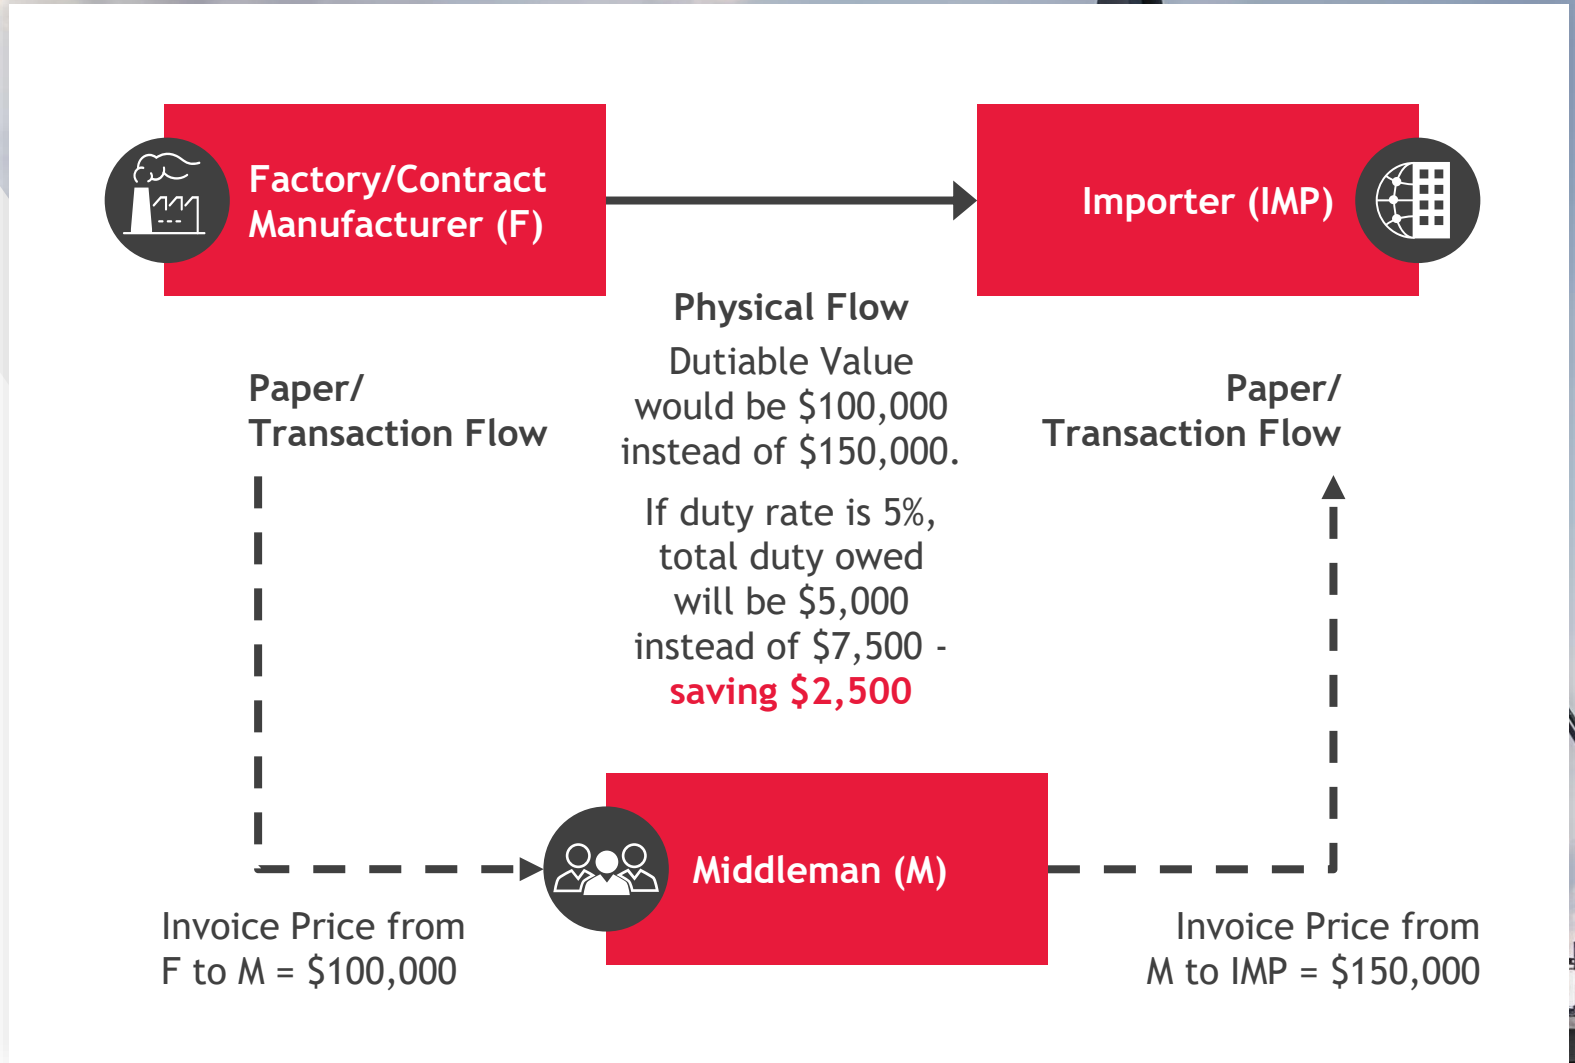 Factory/Contract
Manufacturer (F)
Importer (IMP)
Physical Flow
Dutiable Value
would be $100,000
instead of $150,000.
If duty rate is 5%,
total duty owed
will be $5,000
instead of $7,500 -
saving $2,500
Paper/
Transaction Flow
Paper/
Transaction Flow
Middleman (M)
Invoice Price from
F to M = $100,000
Invoice Price from
M to IMP = $150,000